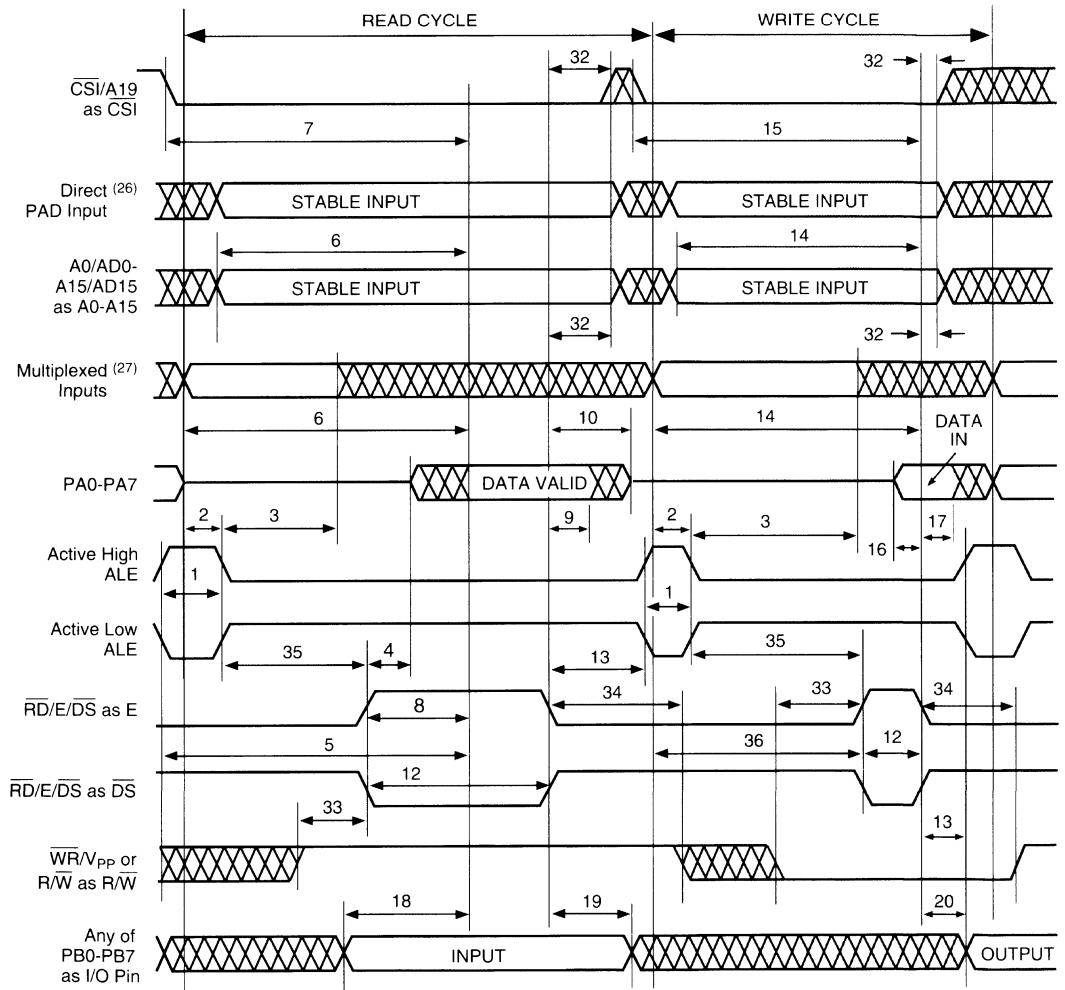 READ CYCLE WRITE CYCLE
32 32
CSI/A19
as CSI
7 15
Direct (26)
PAD Input
STABLE INPUT STABLE INPUT
6 14
A0/AD0-
A15/AD15
as A0-A15
STABLE INPUT STABLE INPUT
32 32
Multiplexed (27)
Inputs
6 10 14 DATA
IN
PA0-PA7 DATA VALID
2 3 9 2 3 16 17
Active High
ALE
1 1
Active Low
ALE
35 4 13 35
RD/E/DS as E
8 34 33 34
5 36
RD/E/DS as DS
12 12
33 13
WR/VPP or
R/W as R/W
18 19 20
Any of
PB0-PB7
as I/O Pin
INPUT OUTPUT